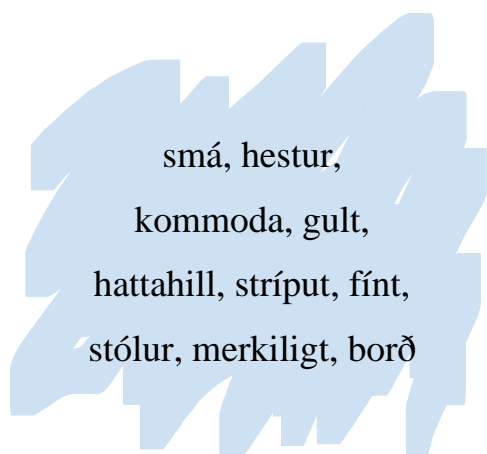 smá, hestur,
kommoda, gult,
hattahill, stríput, fínt,
stólur, merkiligt, borð